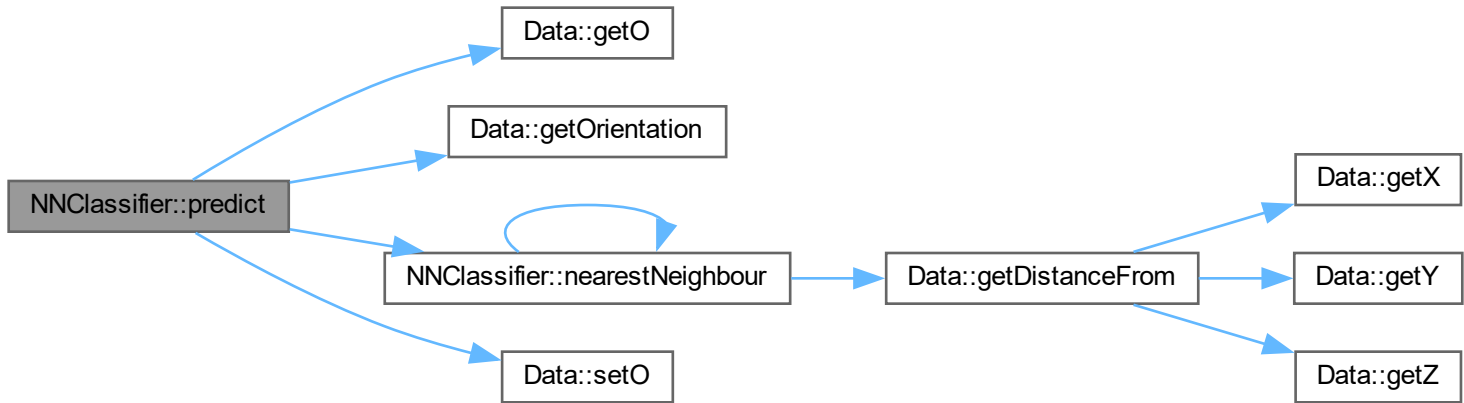 NNClassifier::predict
Data::getO
Data::getOrientation
NNClassifier::nearestNeighbour
Data::setO
Data::getDistanceFrom
Data::getX
Data::getY
Data::getZ